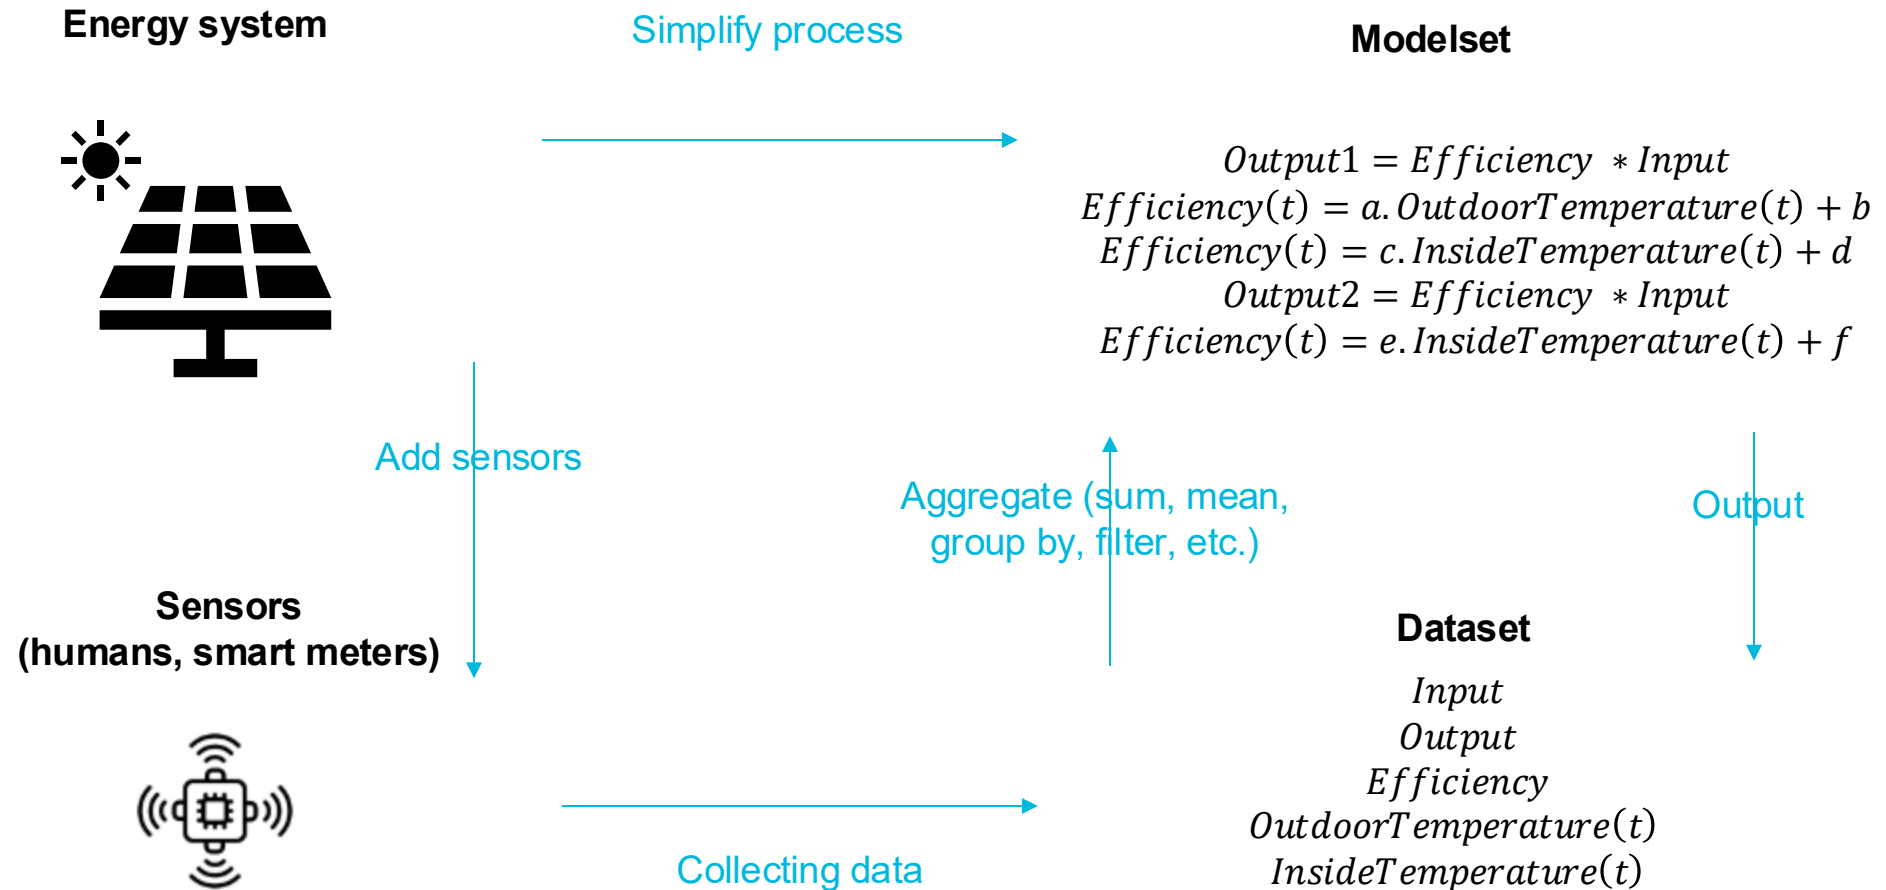 Energy system
Simplify process
Modelset
Output1 = Efficiency * Input
Efficiency(t) = a.OutdoorTemperature(t) + b
Efficiency(t) = c.InsideTemperature(t) + d
Output2 = Efficiency * Input
Efficiency(t) = e.InsideTemperature(t) + f
Add sensors
Aggregate (sum, mean,
group by, filter, etc.)
Output
Sensors
(humans, smart meters)
Dataset
Input
Output
Efficiency
OutdoorTemperature(t)
InsideTemperature(t)
Collecting data